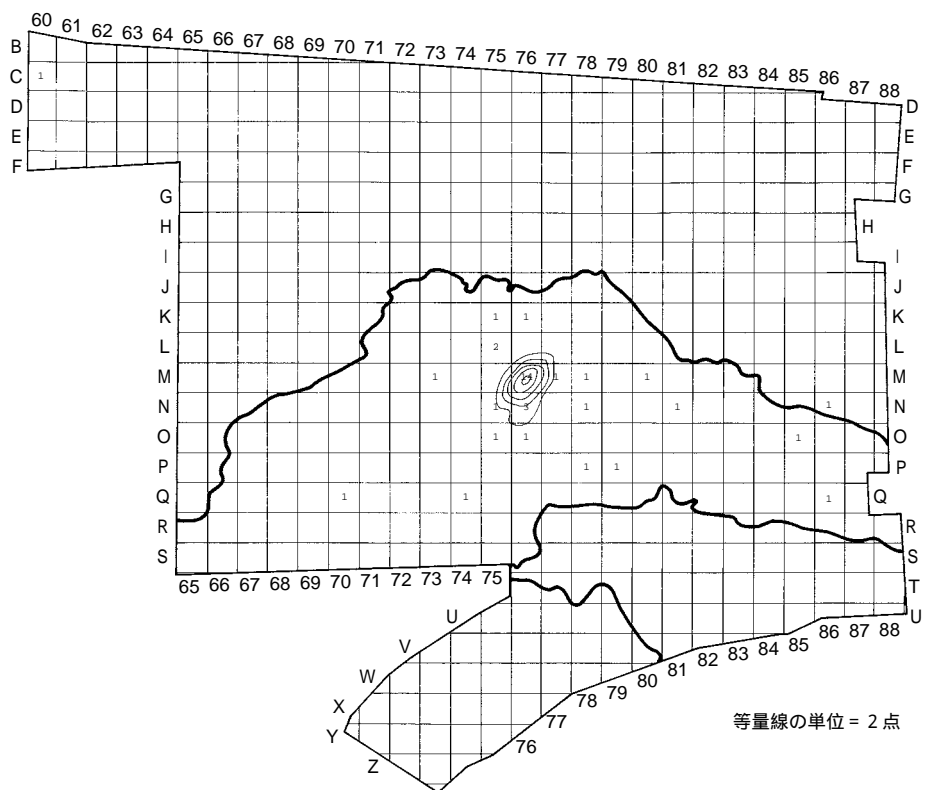 60 61 62 63 64 65 66 67 68 69 70 71 72 73 74 75 76 77 78 79 80 81 82 83 84 85 86 87 88
B
C 1
D D
E E
F F
G G
H H
I I
J J
K 1 1 K
L 2 L
M 1 1 1 1 M
N 1 3 1 1 1 N
O 1 1 1 O
P 1 1 P
Q 1 1 1 Q
R R
S S
65 66 67 68 69 70 71 72 73 74 75 T
U 86 87 88 U
V 81 82 83 84 85
W 78 79 80
X 77
Y 76
Z
等量線の単位 = 2 点